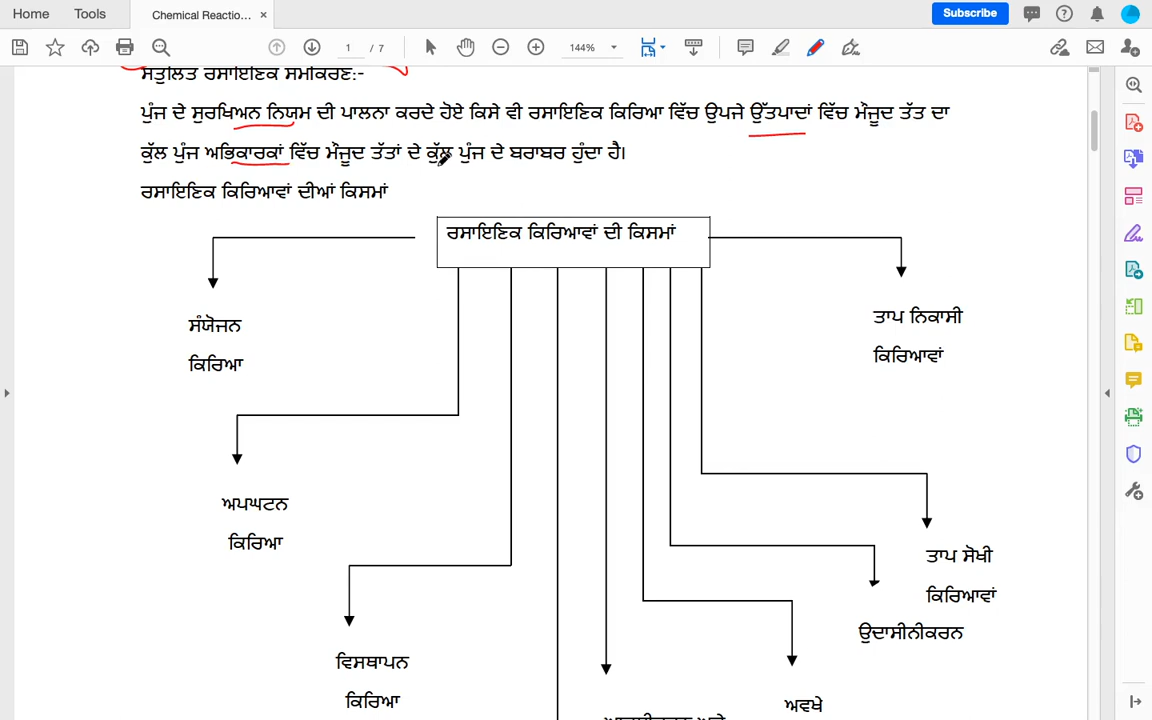 Home Tools Chemical Reactio... × Subscribe
1 / 7 144%
ਸੰਤੁਲਿਤ ਰਸਾਇਣਿਕ ਸਮੀਕਰਣ:-
ਪੁੰਜ ਦੇ ਸੁਰਖਿਅਨ ਨਿਯਮ ਦੀ ਪਾਲਨਾ ਕਰਦੇ ਹੋਏ ਕਿਸੇ ਵੀ ਰਸਾਇਣਿਕ ਕਿਰਿਆ ਵਿੱਚ ਉਪਜੇ ਉੱਤਪਾਦਾਂ ਵਿੱਚ ਮੌਜੂਦ ਤੱਤ ਦਾ
ਕੁੱਲ ਪੁੰਜ ਅਭਿਕਾਰਕਾਂ ਵਿੱਚ ਮੌਜੂਦ ਤੱਤਾਂ ਦੇ ਕੁੱਲ ਪੁੰਜ ਦੇ ਬਰਾਬਰ ਹੁੰਦਾ ਹੈ।
ਰਸਾਇਣਿਕ ਕਿਰਿਆਵਾਂ ਦੀਆਂ ਕਿਸਮਾਂ
ਰਸਾਇਣਿਕ ਕਿਰਿਆਵਾਂ ਦੀ ਕਿਸਮਾਂ
ਸੰਯੋਜਨ
ਕਿਰਿਆ
ਤਾਪ ਨਿਕਾਸੀ
ਕਿਰਿਆਵਾਂ
ਅਪਘਟਨ
ਕਿਰਿਆ
ਤਾਪ ਸੋਖੀ
ਕਿਰਿਆਵਾਂ
ਉਦਾਸੀਨੀਕਰਨ
ਵਿਸਥਾਪਨ
ਕਿਰਿਆ
ਅਵਖੇ